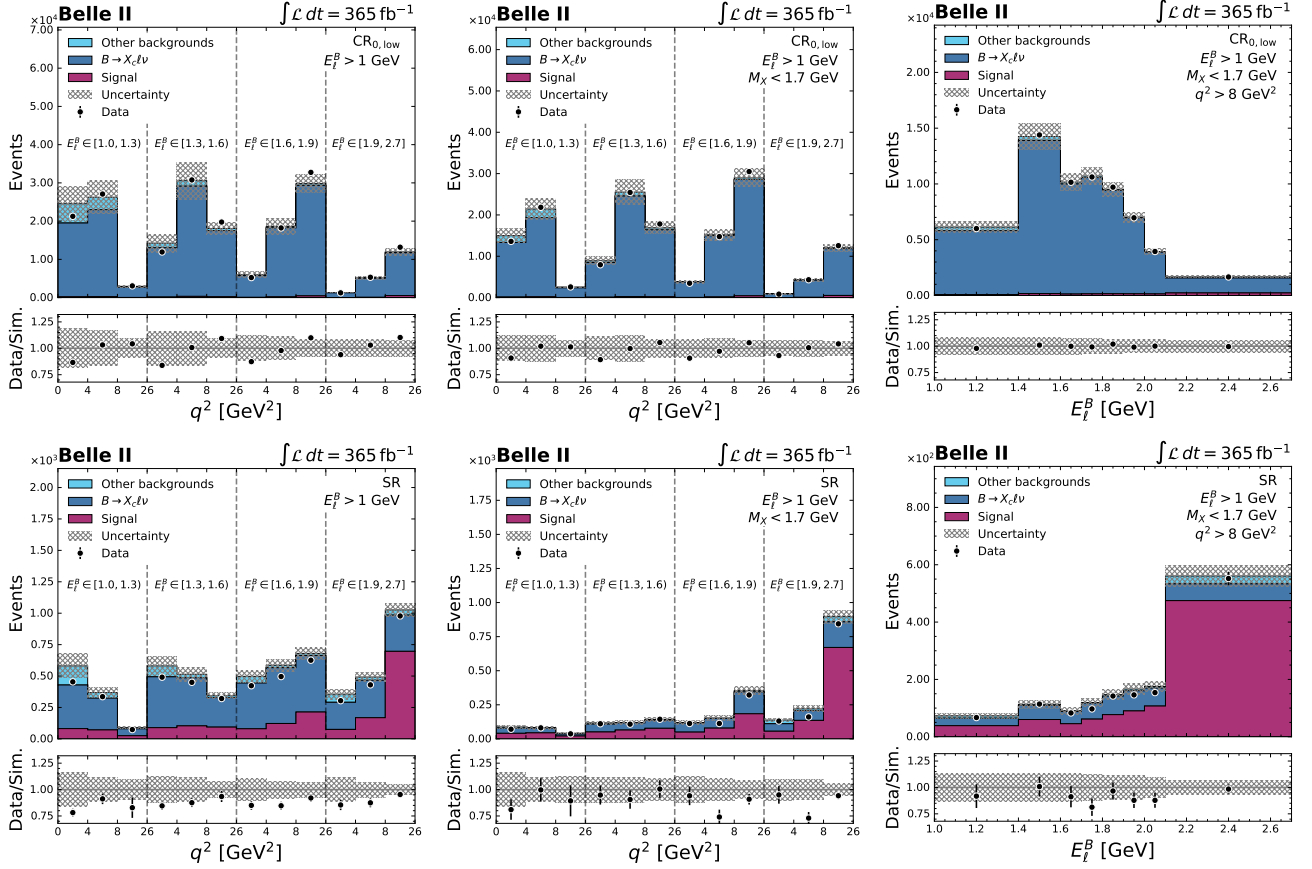 Belle II
∫ℒ dt = 365 fb⁻¹
×10⁴
Other backgrounds
B → X_cℓν
Signal
Uncertainty
Data
CR₀,low
E_ℓ^B > 1 GeV
E_ℓ^B ∈ [1.0, 1.3) E_ℓ^B ∈ [1.3, 1.6) E_ℓ^B ∈ [1.6, 1.9) E_ℓ^B ∈ [1.9, 2.7]
Events
7.00
6.00
5.00
4.00
3.00
2.00
1.00
0.00
Data/Sim.
1.25
1.00
0.75
0 4 8 26 4 8 26 4 8 26 4 8 26
q² [GeV²]
Belle II
∫ℒ dt = 365 fb⁻¹
×10⁴
Other backgrounds
B → X_cℓν
Signal
Uncertainty
Data
CR₀,low
E_ℓ^B > 1 GeV
M_X < 1.7 GeV
E_ℓ^B ∈ [1.0, 1.3) E_ℓ^B ∈ [1.3, 1.6) E_ℓ^B ∈ [1.6, 1.9) E_ℓ^B ∈ [1.9, 2.7]
Events
6.00
5.00
4.00
3.00
2.00
1.00
0.00
Data/Sim.
1.25
1.00
0.75
0 4 8 26 4 8 26 4 8 26 4 8 26
q² [GeV²]
Belle II
∫ℒ dt = 365 fb⁻¹
×10⁴
Other backgrounds
B → X_cℓν
Signal
Uncertainty
Data
CR₀,low
E_ℓ^B > 1 GeV
M_X < 1.7 GeV
q² > 8 GeV²
Events
2.00
1.50
1.00
0.50
0.00
Data/Sim.
1.25
1.00
0.75
1.0 1.2 1.4 1.6 1.8 2.0 2.2 2.4 2.6
E_ℓ^B [GeV]
Belle II
∫ℒ dt = 365 fb⁻¹
×10³
Other backgrounds
B → X_cℓν
Signal
Uncertainty
Data
SR
E_ℓ^B > 1 GeV
E_ℓ^B ∈ [1.0, 1.3) E_ℓ^B ∈ [1.3, 1.6) E_ℓ^B ∈ [1.6, 1.9) E_ℓ^B ∈ [1.9, 2.7]
Events
2.00
1.75
1.50
1.25
1.00
0.75
0.50
0.25
0.00
Data/Sim.
1.25
1.00
0.75
0 4 8 26 4 8 26 4 8 26 4 8 26
q² [GeV²]
Belle II
∫ℒ dt = 365 fb⁻¹
×10³
Other backgrounds
B → X_cℓν
Signal
Uncertainty
Data
SR
E_ℓ^B > 1 GeV
M_X < 1.7 GeV
E_ℓ^B ∈ [1.0, 1.3) E_ℓ^B ∈ [1.3, 1.6) E_ℓ^B ∈ [1.6, 1.9) E_ℓ^B ∈ [1.9, 2.7]
Events
1.75
1.50
1.25
1.00
0.75
0.50
0.25
0.00
Data/Sim.
1.25
1.00
0.75
0 4 8 26 4 8 26 4 8 26 4 8 26
q² [GeV²]
Belle II
∫ℒ dt = 365 fb⁻¹
×10²
Other backgrounds
B → X_cℓν
Signal
Uncertainty
Data
SR
E_ℓ^B > 1 GeV
M_X < 1.7 GeV
q² > 8 GeV²
Events
8.00
6.00
4.00
2.00
0.00
Data/Sim.
1.25
1.00
0.75
1.0 1.2 1.4 1.6 1.8 2.0 2.2 2.4 2.6
E_ℓ^B [GeV]